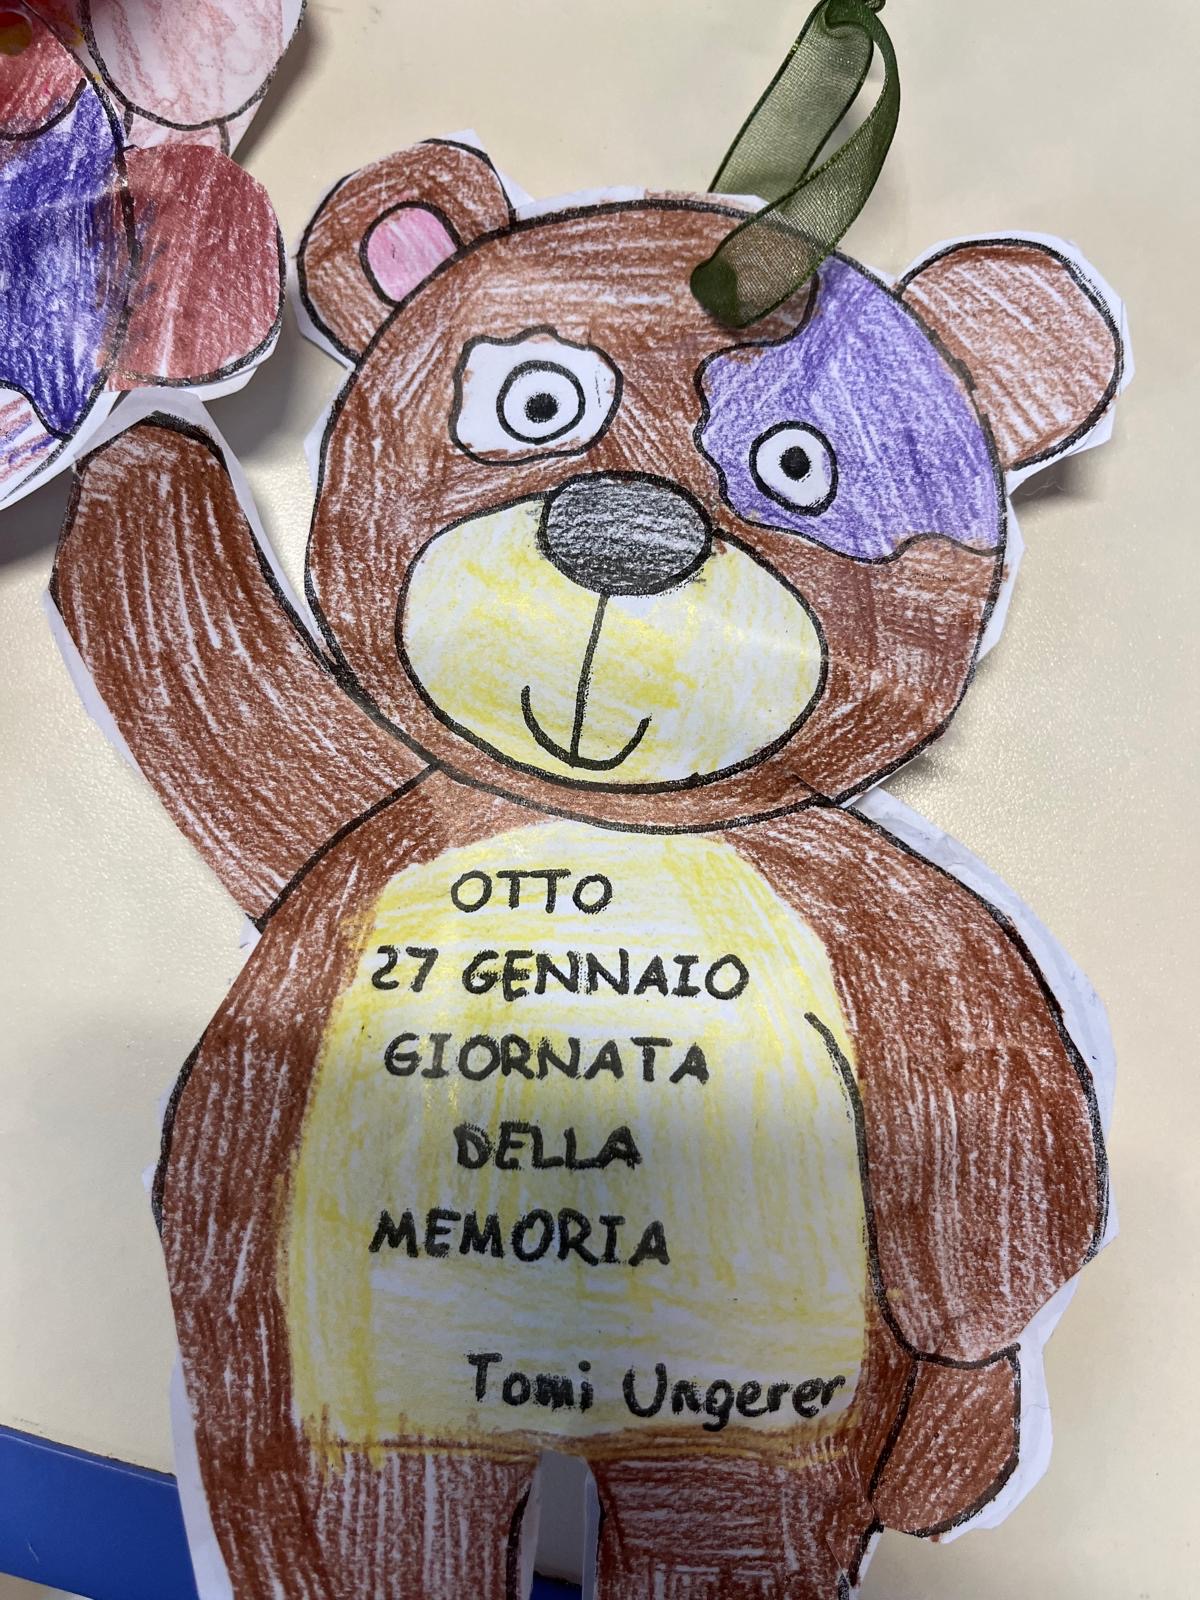 OTTO
27 GENNAIO
GIORNATA
DELLA
MEMORIA
Tomi Ungerer